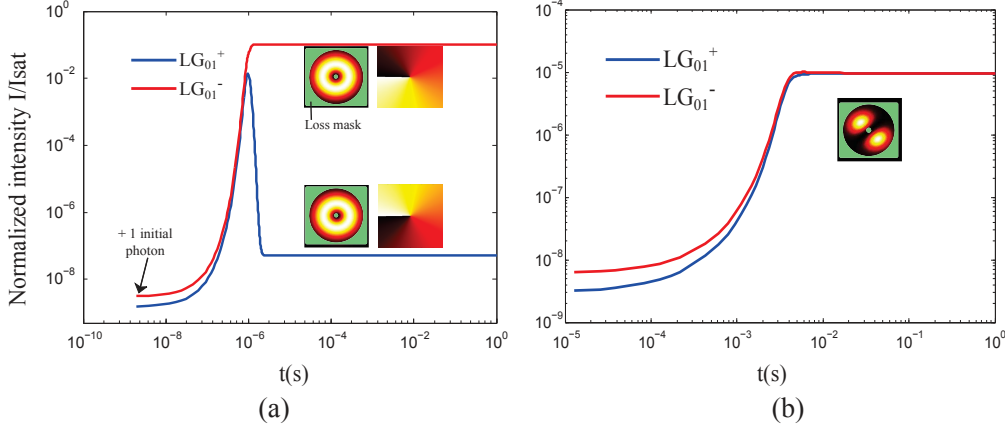 (a)
Normalized intensity I/Isat
10^0
10^-2
10^-4
10^-6
10^-8
LG01+
LG01-
Loss mask
+ 1 initial
photon
10^-10 10^-8 10^-6 10^-4 10^-2 10^0
t(s)
(a)
(b)
10^-4
10^-5
10^-6
10^-7
10^-8
10^-9
LG01+
LG01-
10^-5 10^-4 10^-3 10^-2 10^-1 10^0
t(s)
(b)